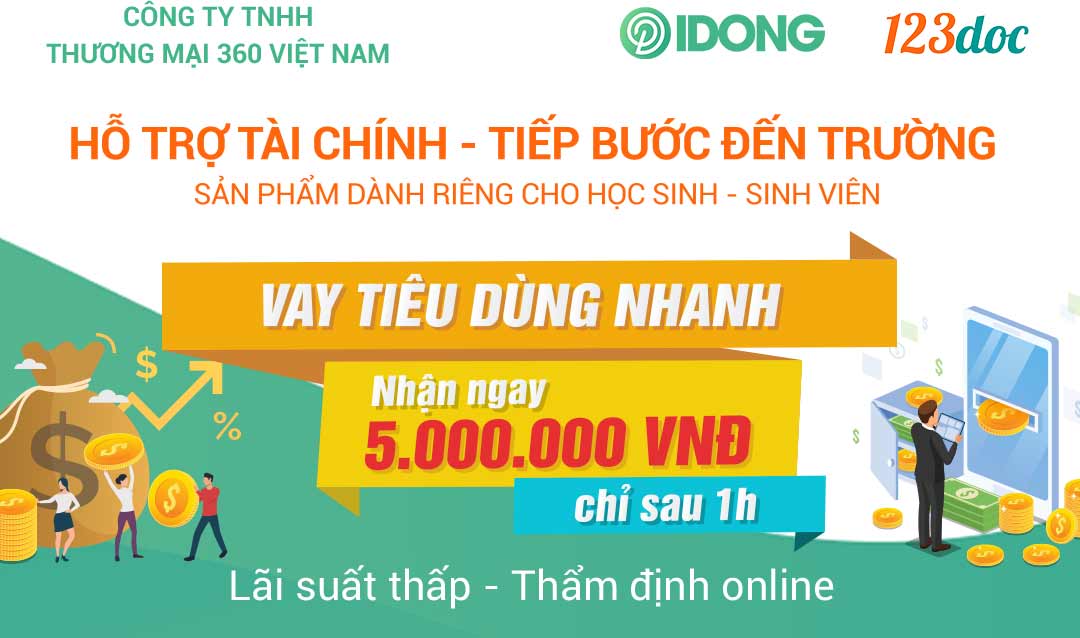 CÔNG TY TNHH
THƯƠNG MẠI 360 VIỆT NAM
IDONG
123doc
HỖ TRỢ TÀI CHÍNH - TIẾP BƯỚC ĐẾN TRƯỜNG
SẢN PHẨM DÀNH RIÊNG CHO HỌC SINH - SINH VIÊN
VAY TIÊU DÙNG NHANH
Nhận ngay
5.000.000 VNĐ
chỉ sau 1h
$
%
$
$
$
Lãi suất thấp - Thẩm định online